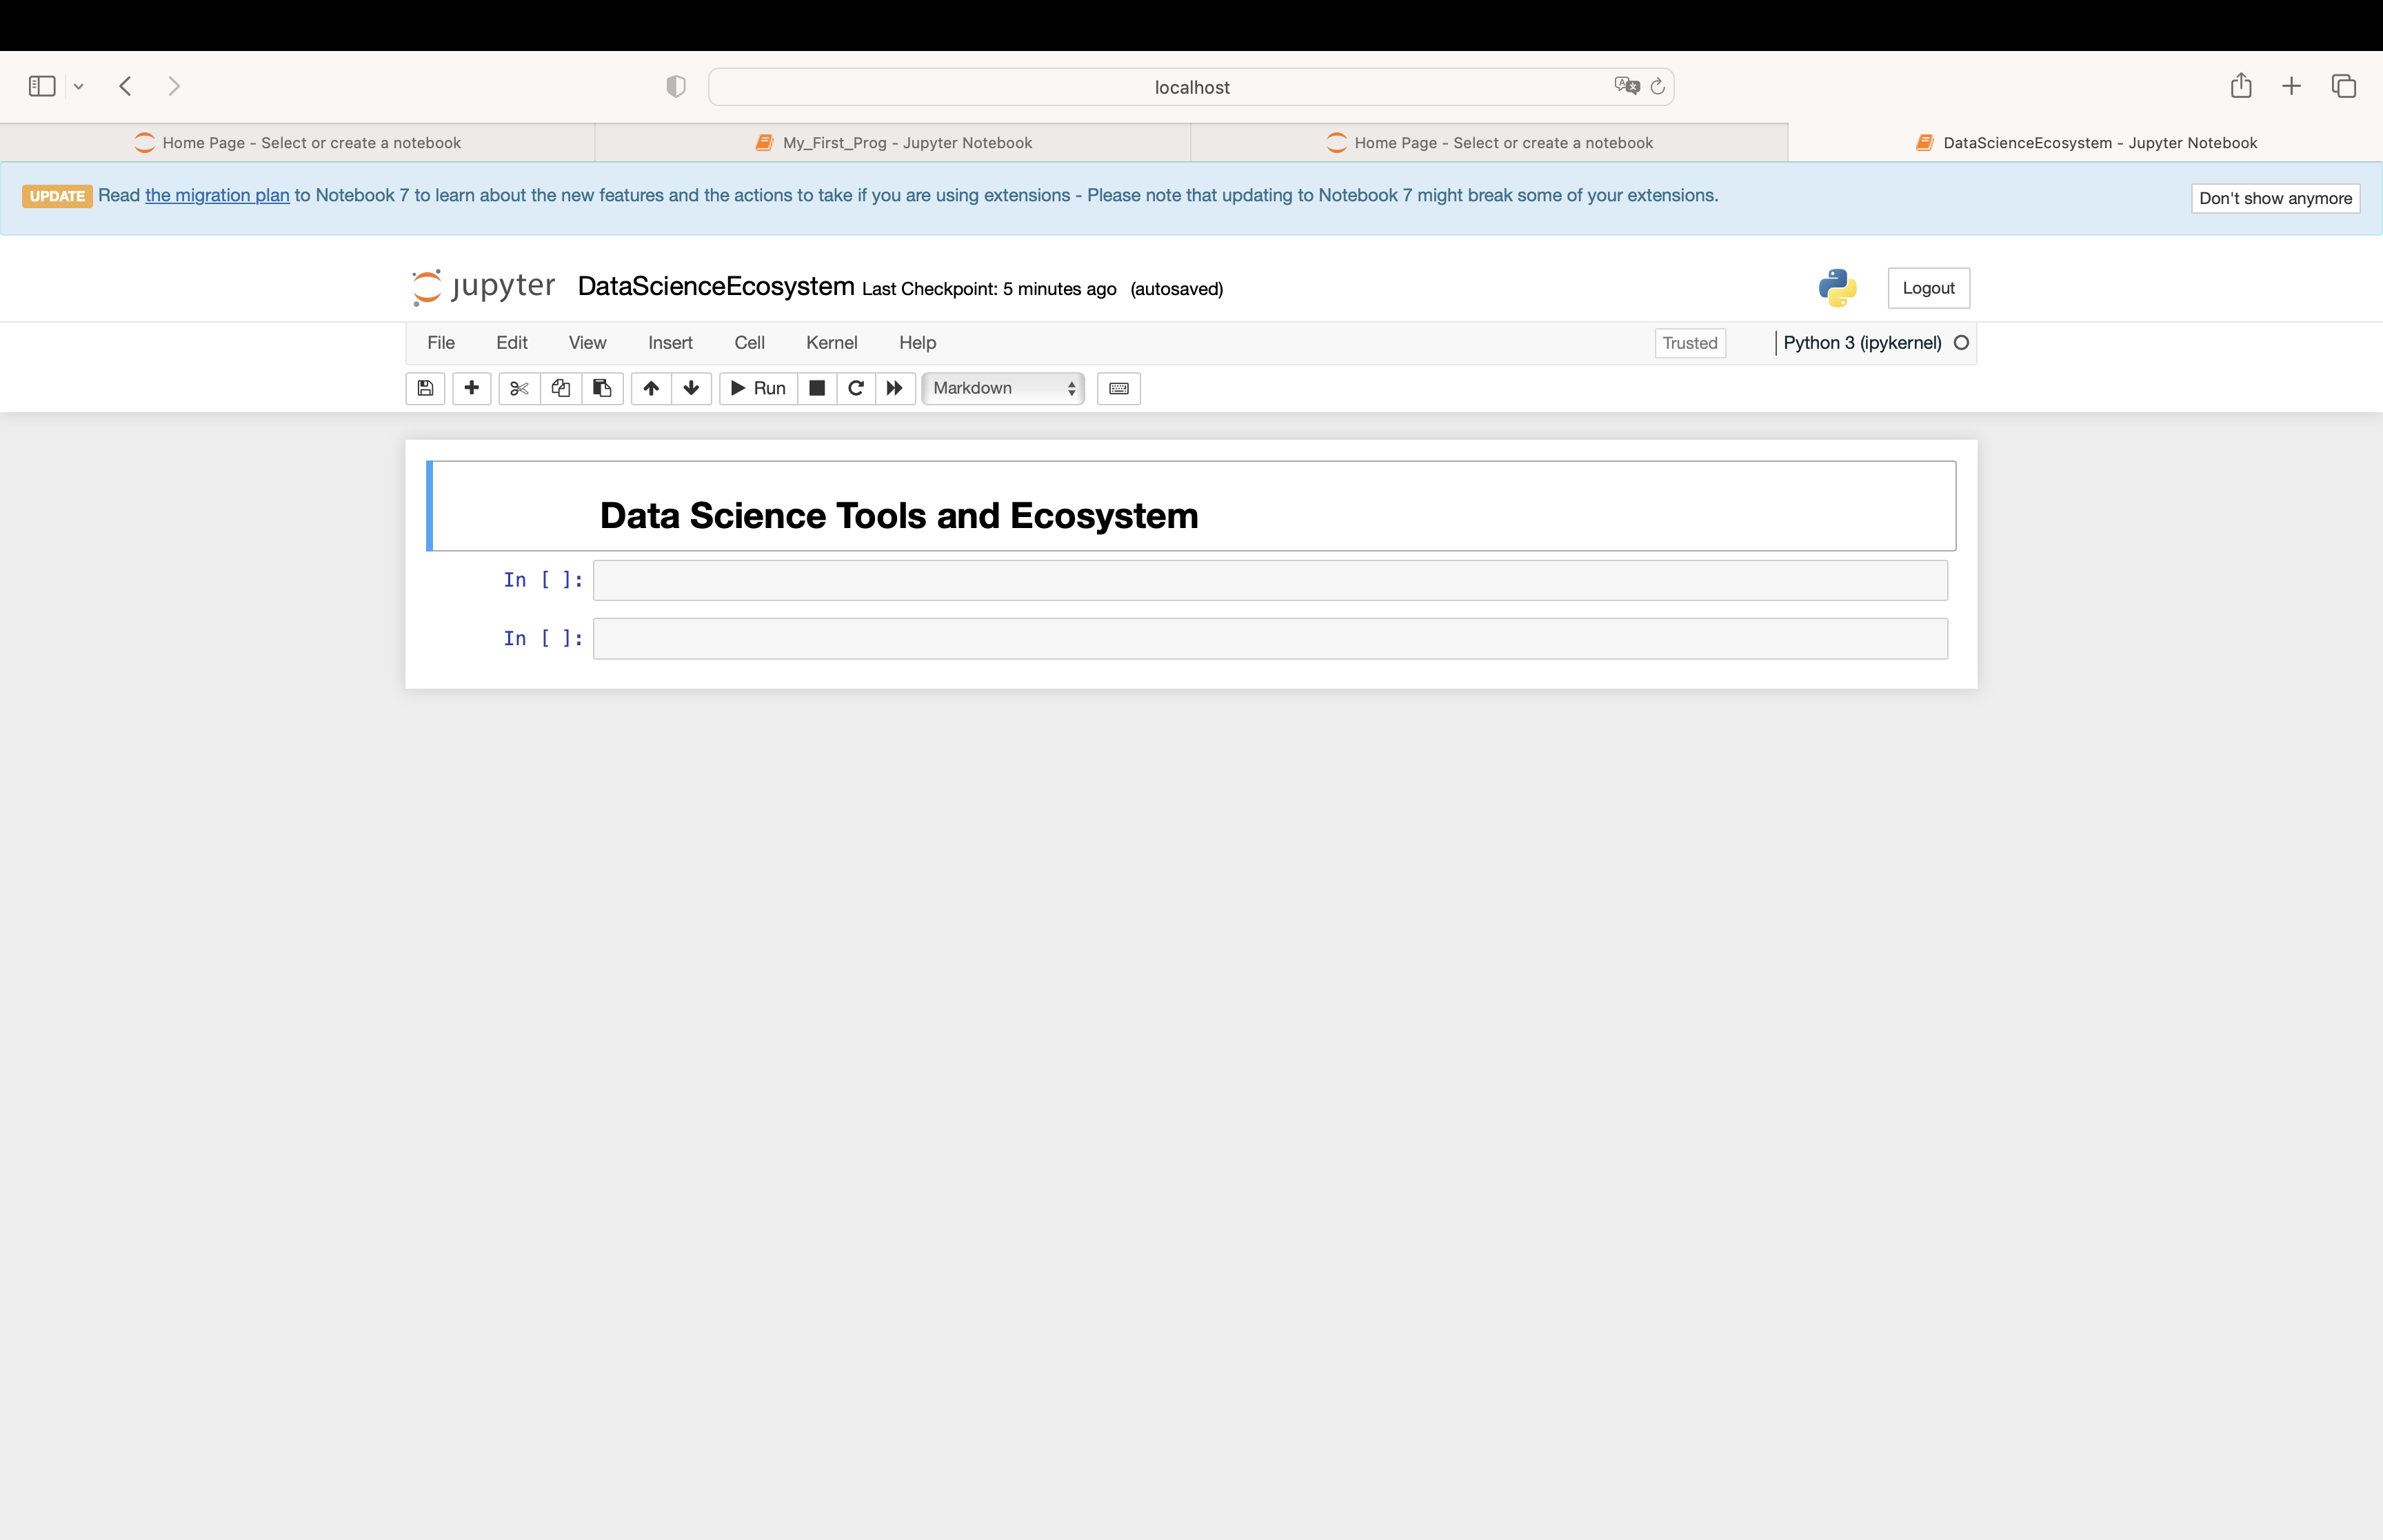 localhost
Home Page - Select or create a notebook
My_First_Prog - Jupyter Notebook
Home Page - Select or create a notebook
DataScienceEcosystem - Jupyter Notebook
UPDATE Read the migration plan to Notebook 7 to learn about the new features and the actions to take if you are using extensions - Please note that updating to Notebook 7 might break some of your extensions.
Don't show anymore
jupyter DataScienceEcosystem Last Checkpoint: 5 minutes ago (autosaved)
Logout
File Edit View Insert Cell Kernel Help
Trusted
Python 3 (ipykernel)
Run
Markdown
Data Science Tools and Ecosystem
In [ ]:
In [ ]: